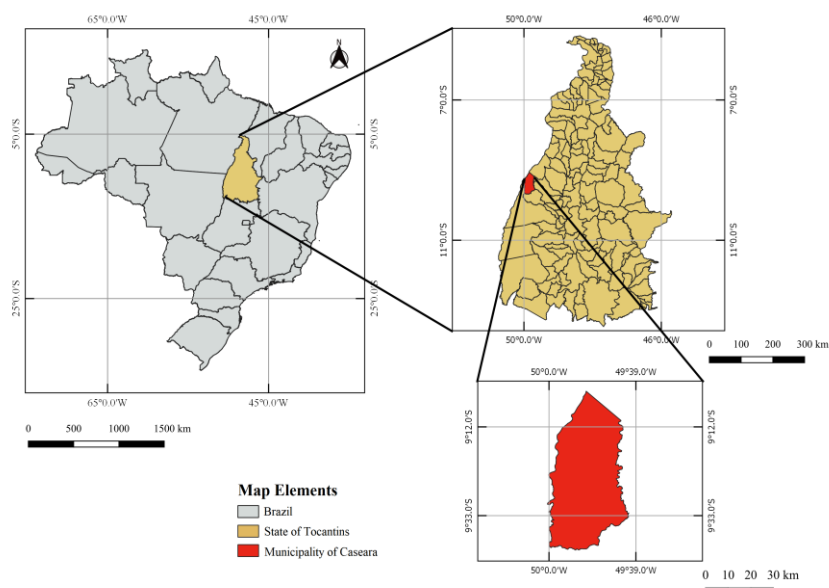 65°0.0'W 45°0.0'W
N
5°0.0'S
5°0.0'S
25°0.0'S
25°0.0'S
65°0.0'W 45°0.0'W
0 500 1000 1500 km
50°0.0'W 46°0.0'W
7°0.0'S
7°0.0'S
11°0.0'S
11°0.0'S
50°0.0'W 46°0.0'W
0 100 200 300 km
50°0.0'W 49°39.0'W
9°12.0'S
9°12.0'S
9°33.0'S
9°33.0'S
50°0.0'W 49°39.0'W
0 10 20 30 km
Map Elements
Brazil
State of Tocantins
Municipality of Caseara